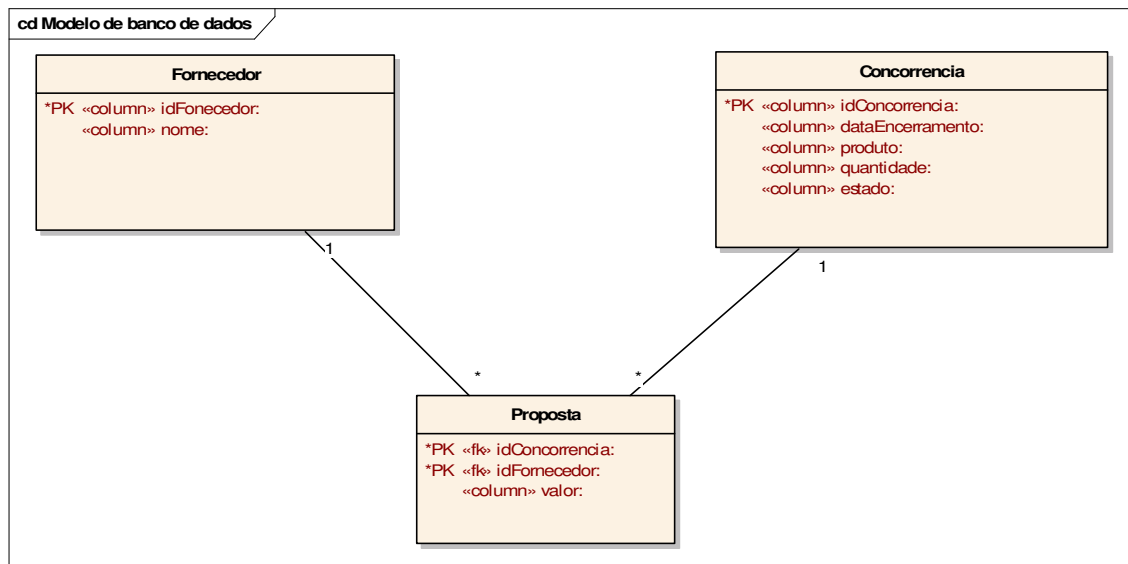 cd Modelo de banco de dados
Fornecedor
*PK «column» idFonecedor:
«column» nome:
Concorrencia
*PK «column» idConcorrencia:
«column» dataEncerramento:
«column» produto:
«column» quantidade:
«column» estado:
1
1
*
*
Proposta
*PK «fk» idConcorrencia:
*PK «fk» idFornecedor:
«column» valor: